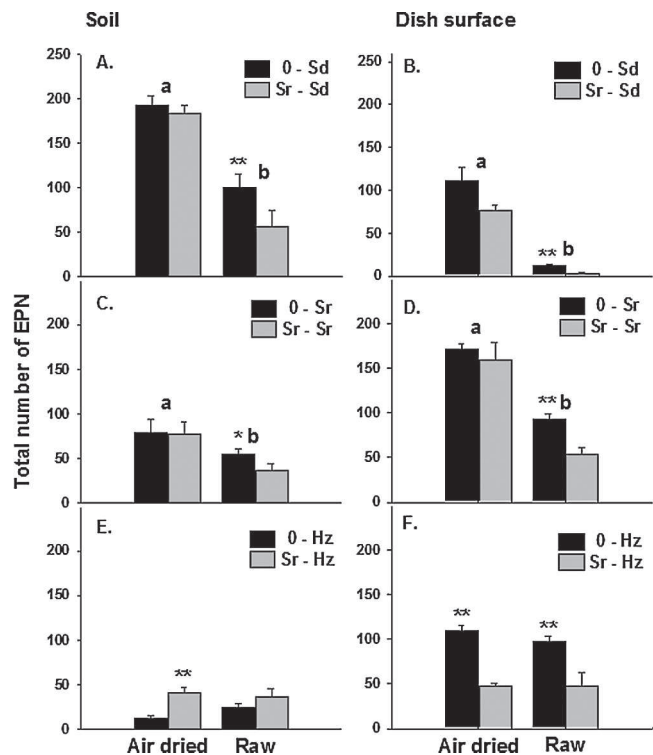 Soil
Dish surface
Total number of EPN
A.
0 - Sd
Sr - Sd
250
200
150
100
50
0
a
**
b
B.
0 - Sd
Sr - Sd
250
200
150
100
50
0
a
** b
C.
0 - Sr
Sr - Sr
200
150
100
50
0
a
* b
D.
0 - Sr
Sr - Sr
200
150
100
50
0
a
** b
E.
0 - Hz
Sr - Hz
200
150
100
50
0
**
Air dried Raw
F.
0 - Hz
Sr - Hz
200
150
100
50
0
**
**
Air dried Raw